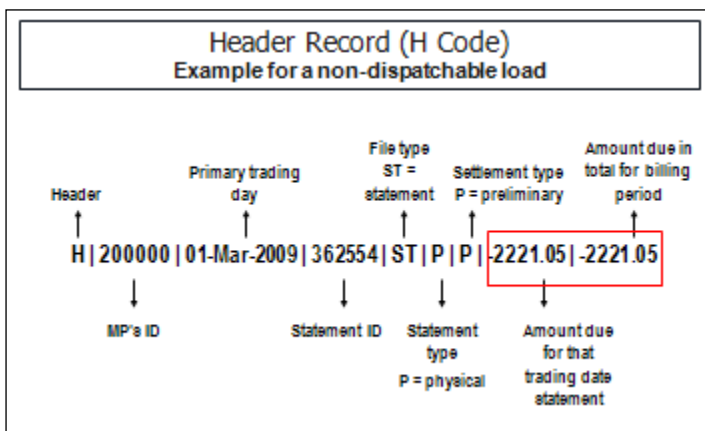 Header Record (H Code)
Example for a non-dispatchable load
File type
ST =
statement
Settlement type
P = preliminary
Amount due in
total for billing
period
Primary trading
day
Header
H | 200000 | 01-Mar-2009 | 362554 | ST | P | P | -2221.05 | -2221.05
MP's ID
Statement ID
Statement
type
P = physical
Amount due
for that
trading date
statement